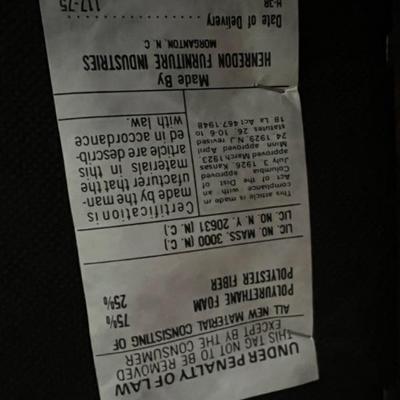 UNDER PENALTY OF LAW
THIS TAG NOT TO BE REMOVED
EXCEPT BY THE CONSUMER
ALL NEW MATERIAL CONSISTING OF
POLYURETHANE FOAM 75%
POLYESTER FIBER 25%
LIC. NO. MASS. 3000 (N.C.)
LIC. NO. N. Y. 20631 (N.C.)
This article is made in
compliance with an
Act of the Dist of
Columbia approved
July 3, 1926 Kansas
approved March 1923.
Minn approved April
24, 1929. N.J. revised
statutes 26. 10-6 to
18 La Act 467-1948
Certification is
made by the man-
ufacturer that the
materials in this
article are describ-
ed in accordance
with law.
Made By
HENREDON FURNITURE INDUSTRIES
MORGANTON, N. C
Date of Delivery
H-3R